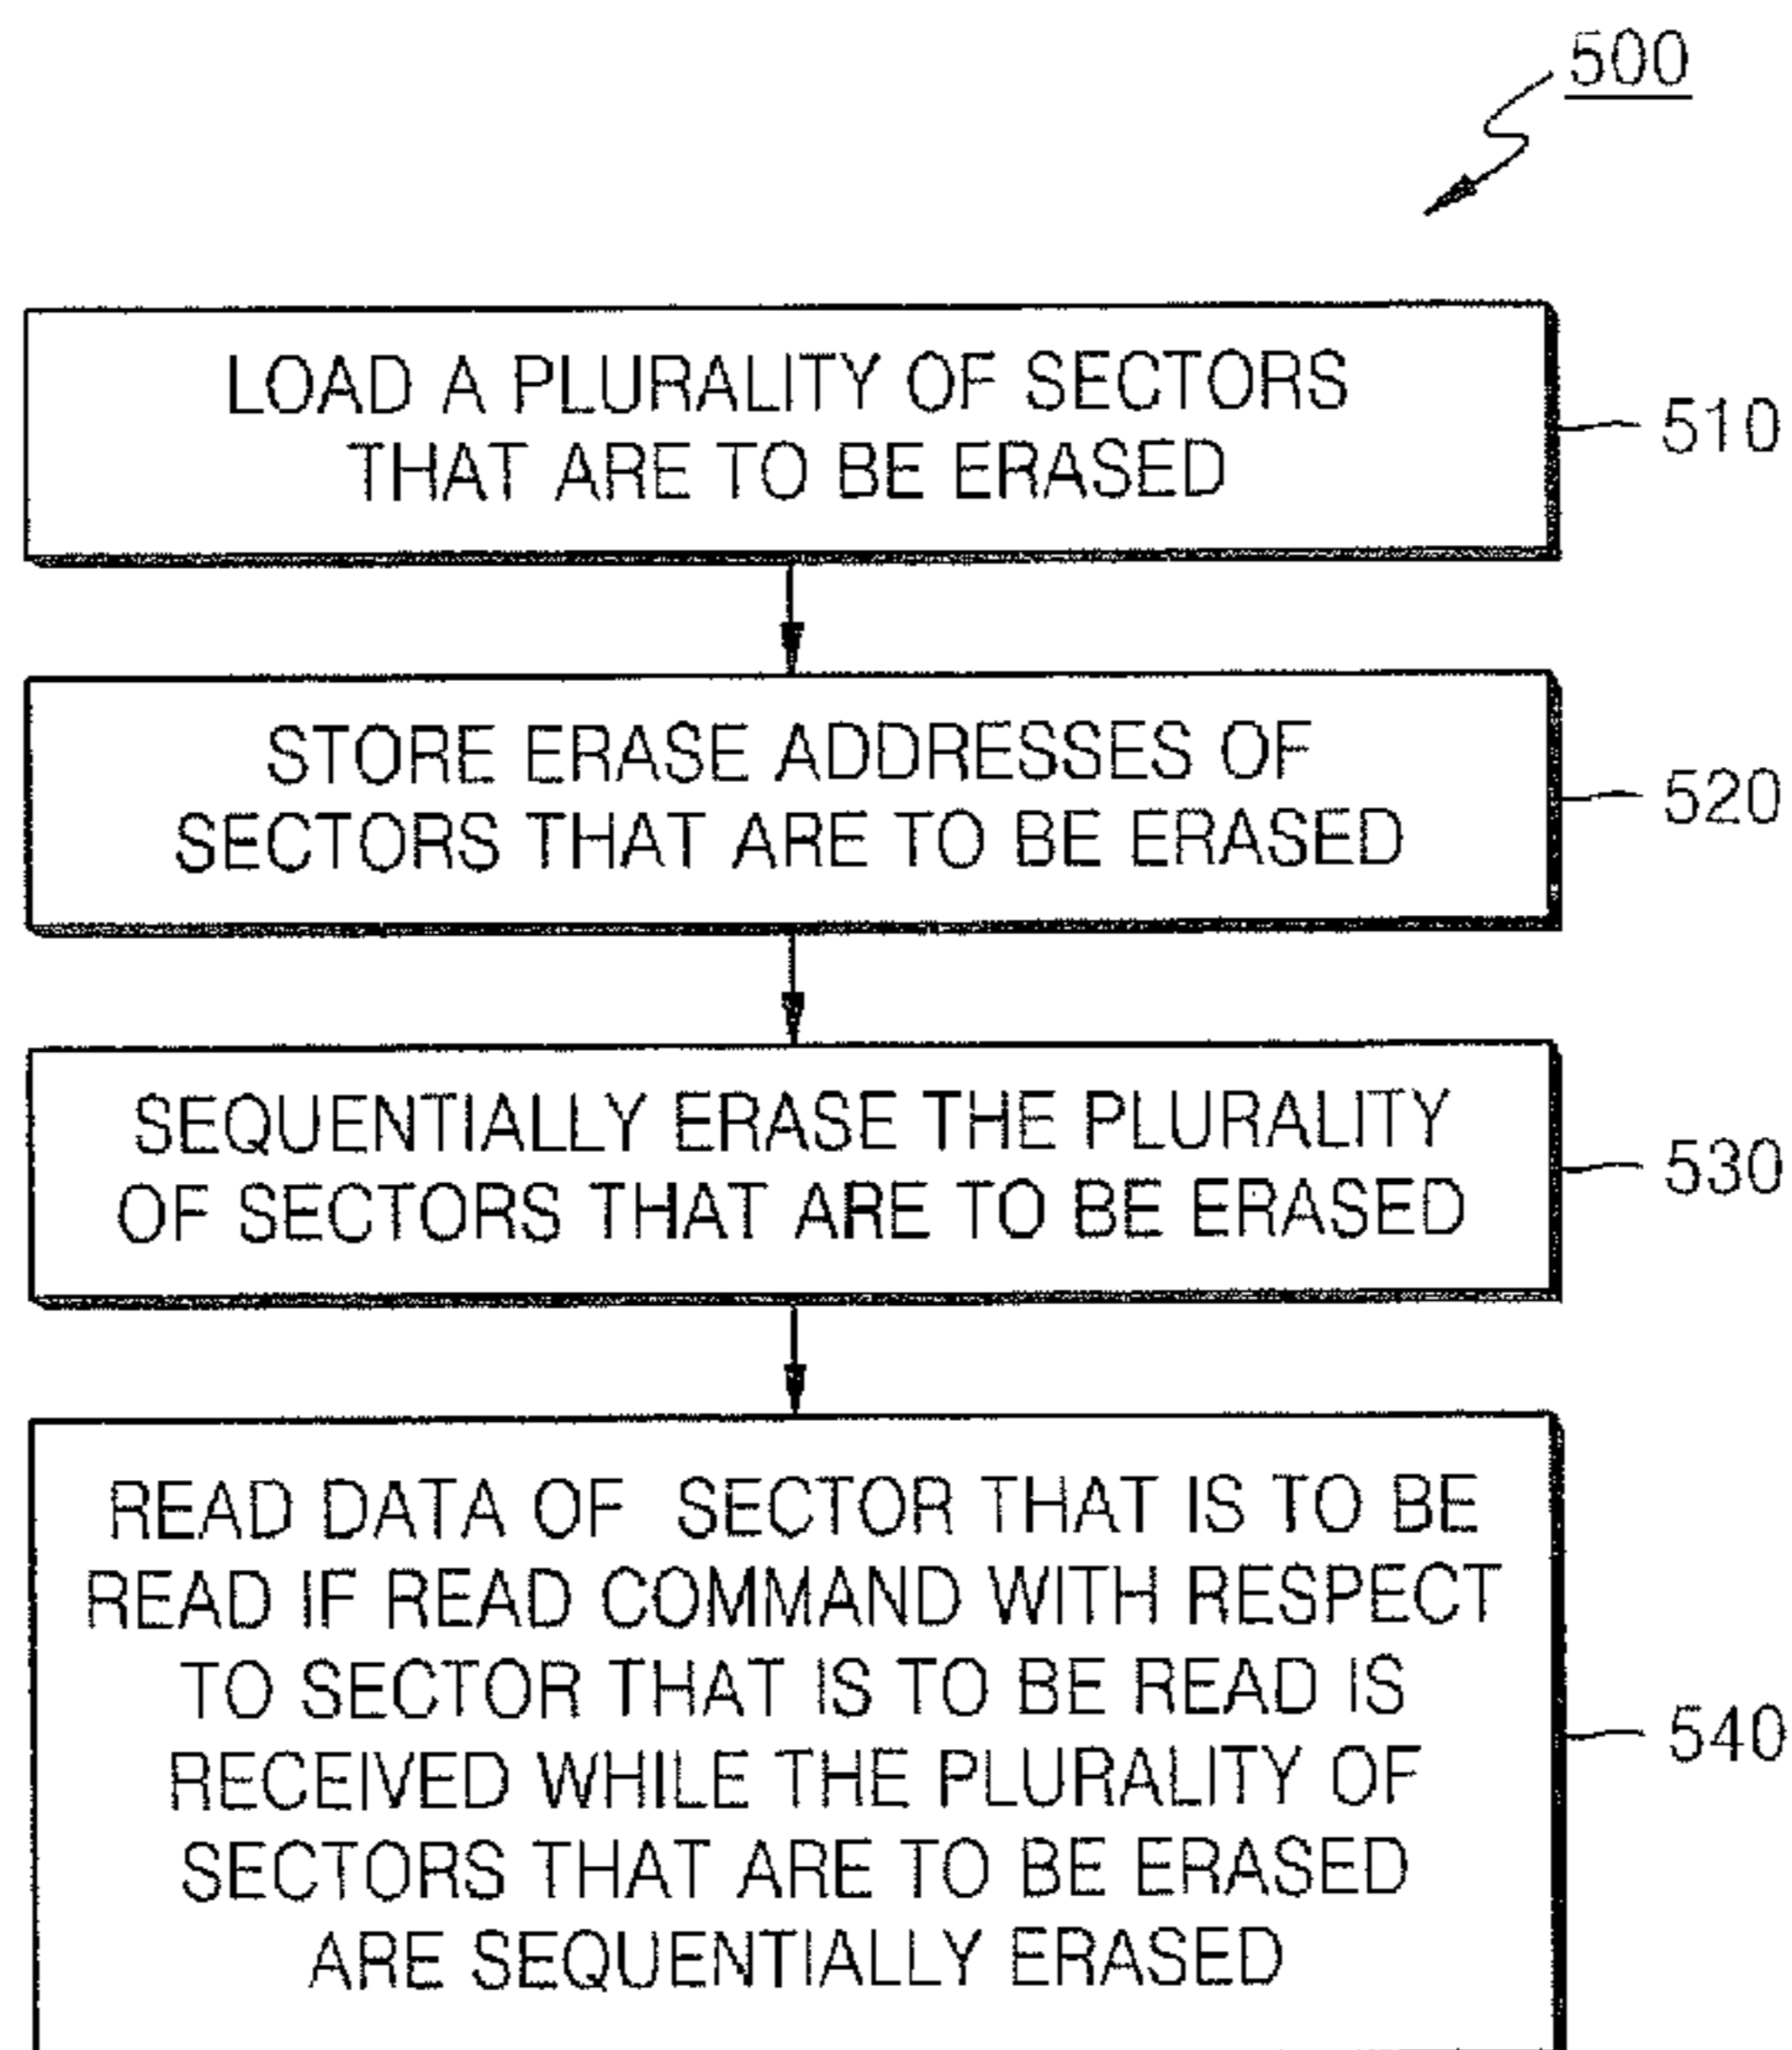 500
LOAD A PLURALITY OF SECTORS
THAT ARE TO BE ERASED
510
STORE ERASE ADDRESSES OF
SECTORS THAT ARE TO BE ERASED
520
SEQUENTIALLY ERASE THE PLURALITY
OF SECTORS THAT ARE TO BE ERASED
530
READ DATA OF SECTOR THAT IS TO BE
READ IF READ COMMAND WITH RESPECT
TO SECTOR THAT IS TO BE READ IS
RECEIVED WHILE THE PLURALITY OF
SECTORS THAT ARE TO BE ERASED
ARE SEQUENTIALLY ERASED
540